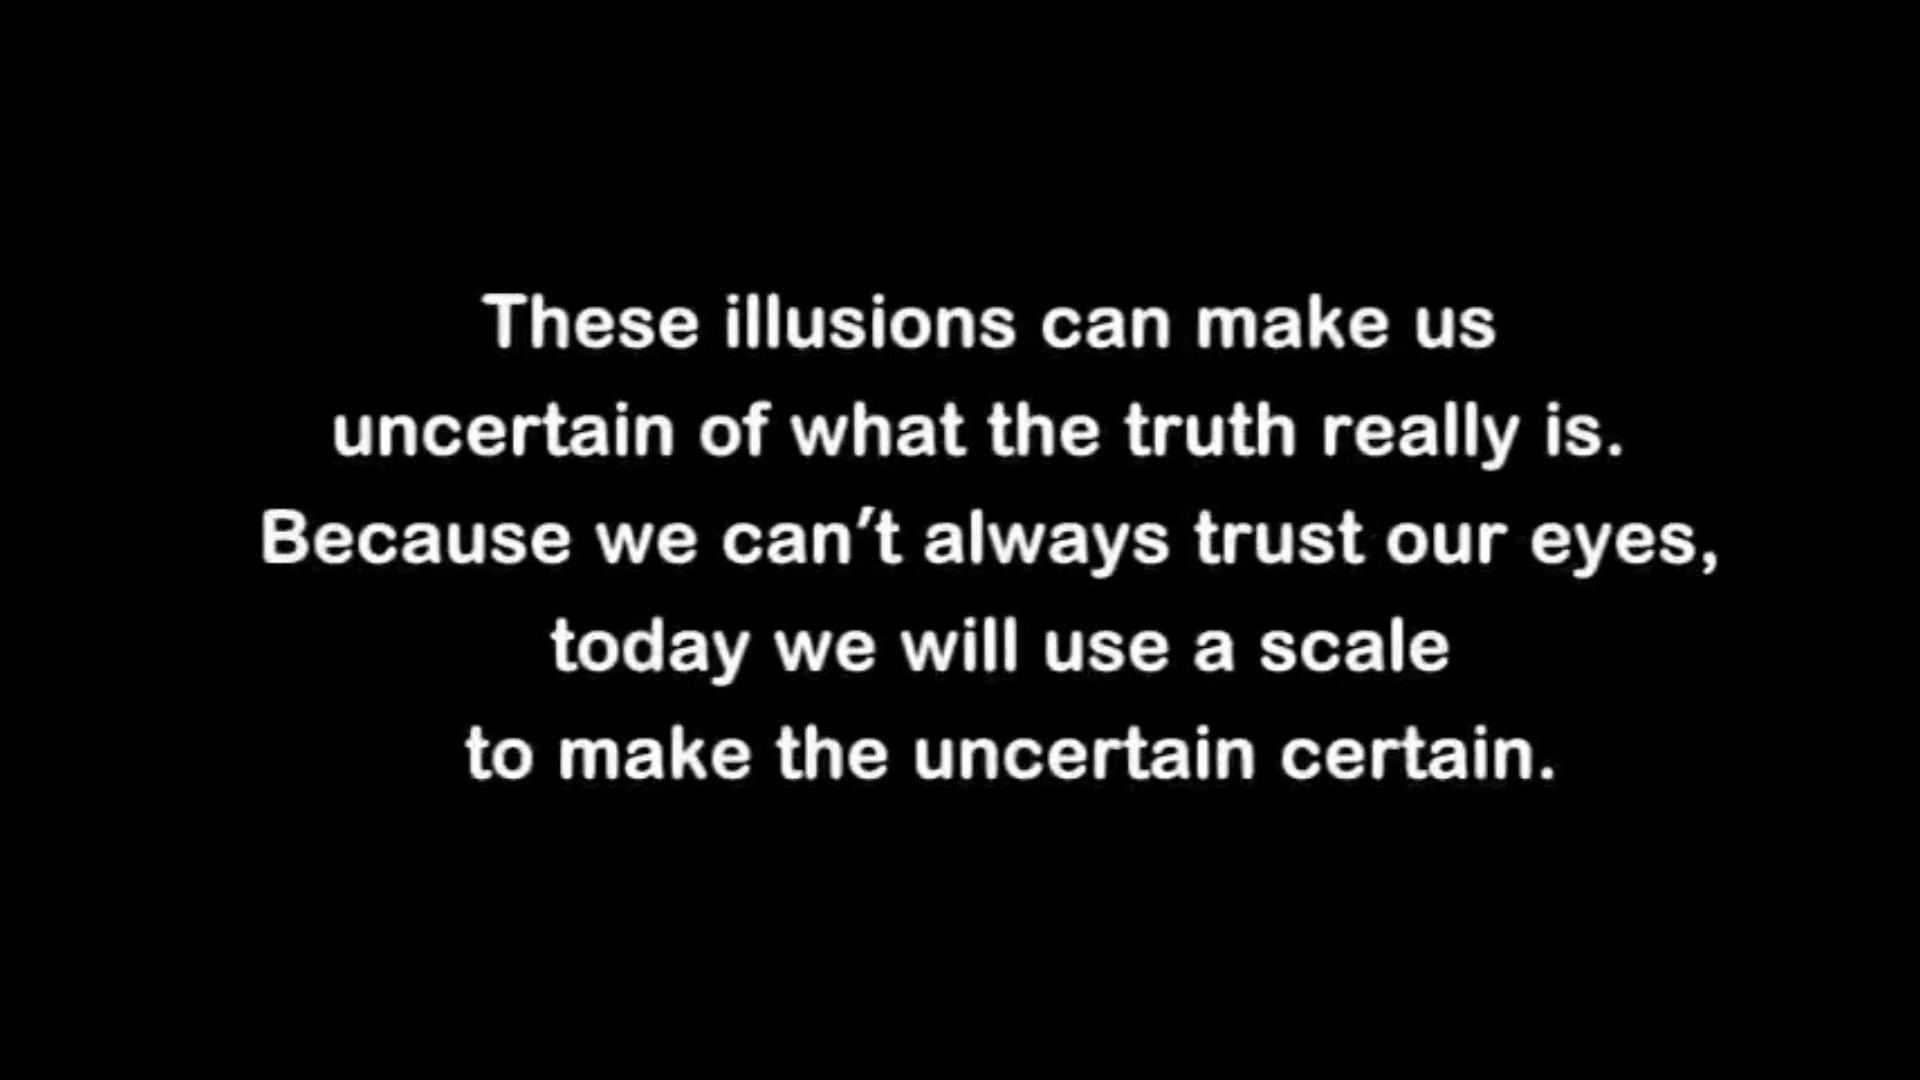 These illusions can make us
uncertain of what the truth really is.
Because we can't always trust our eyes,
today we will use a scale
to make the uncertain certain.